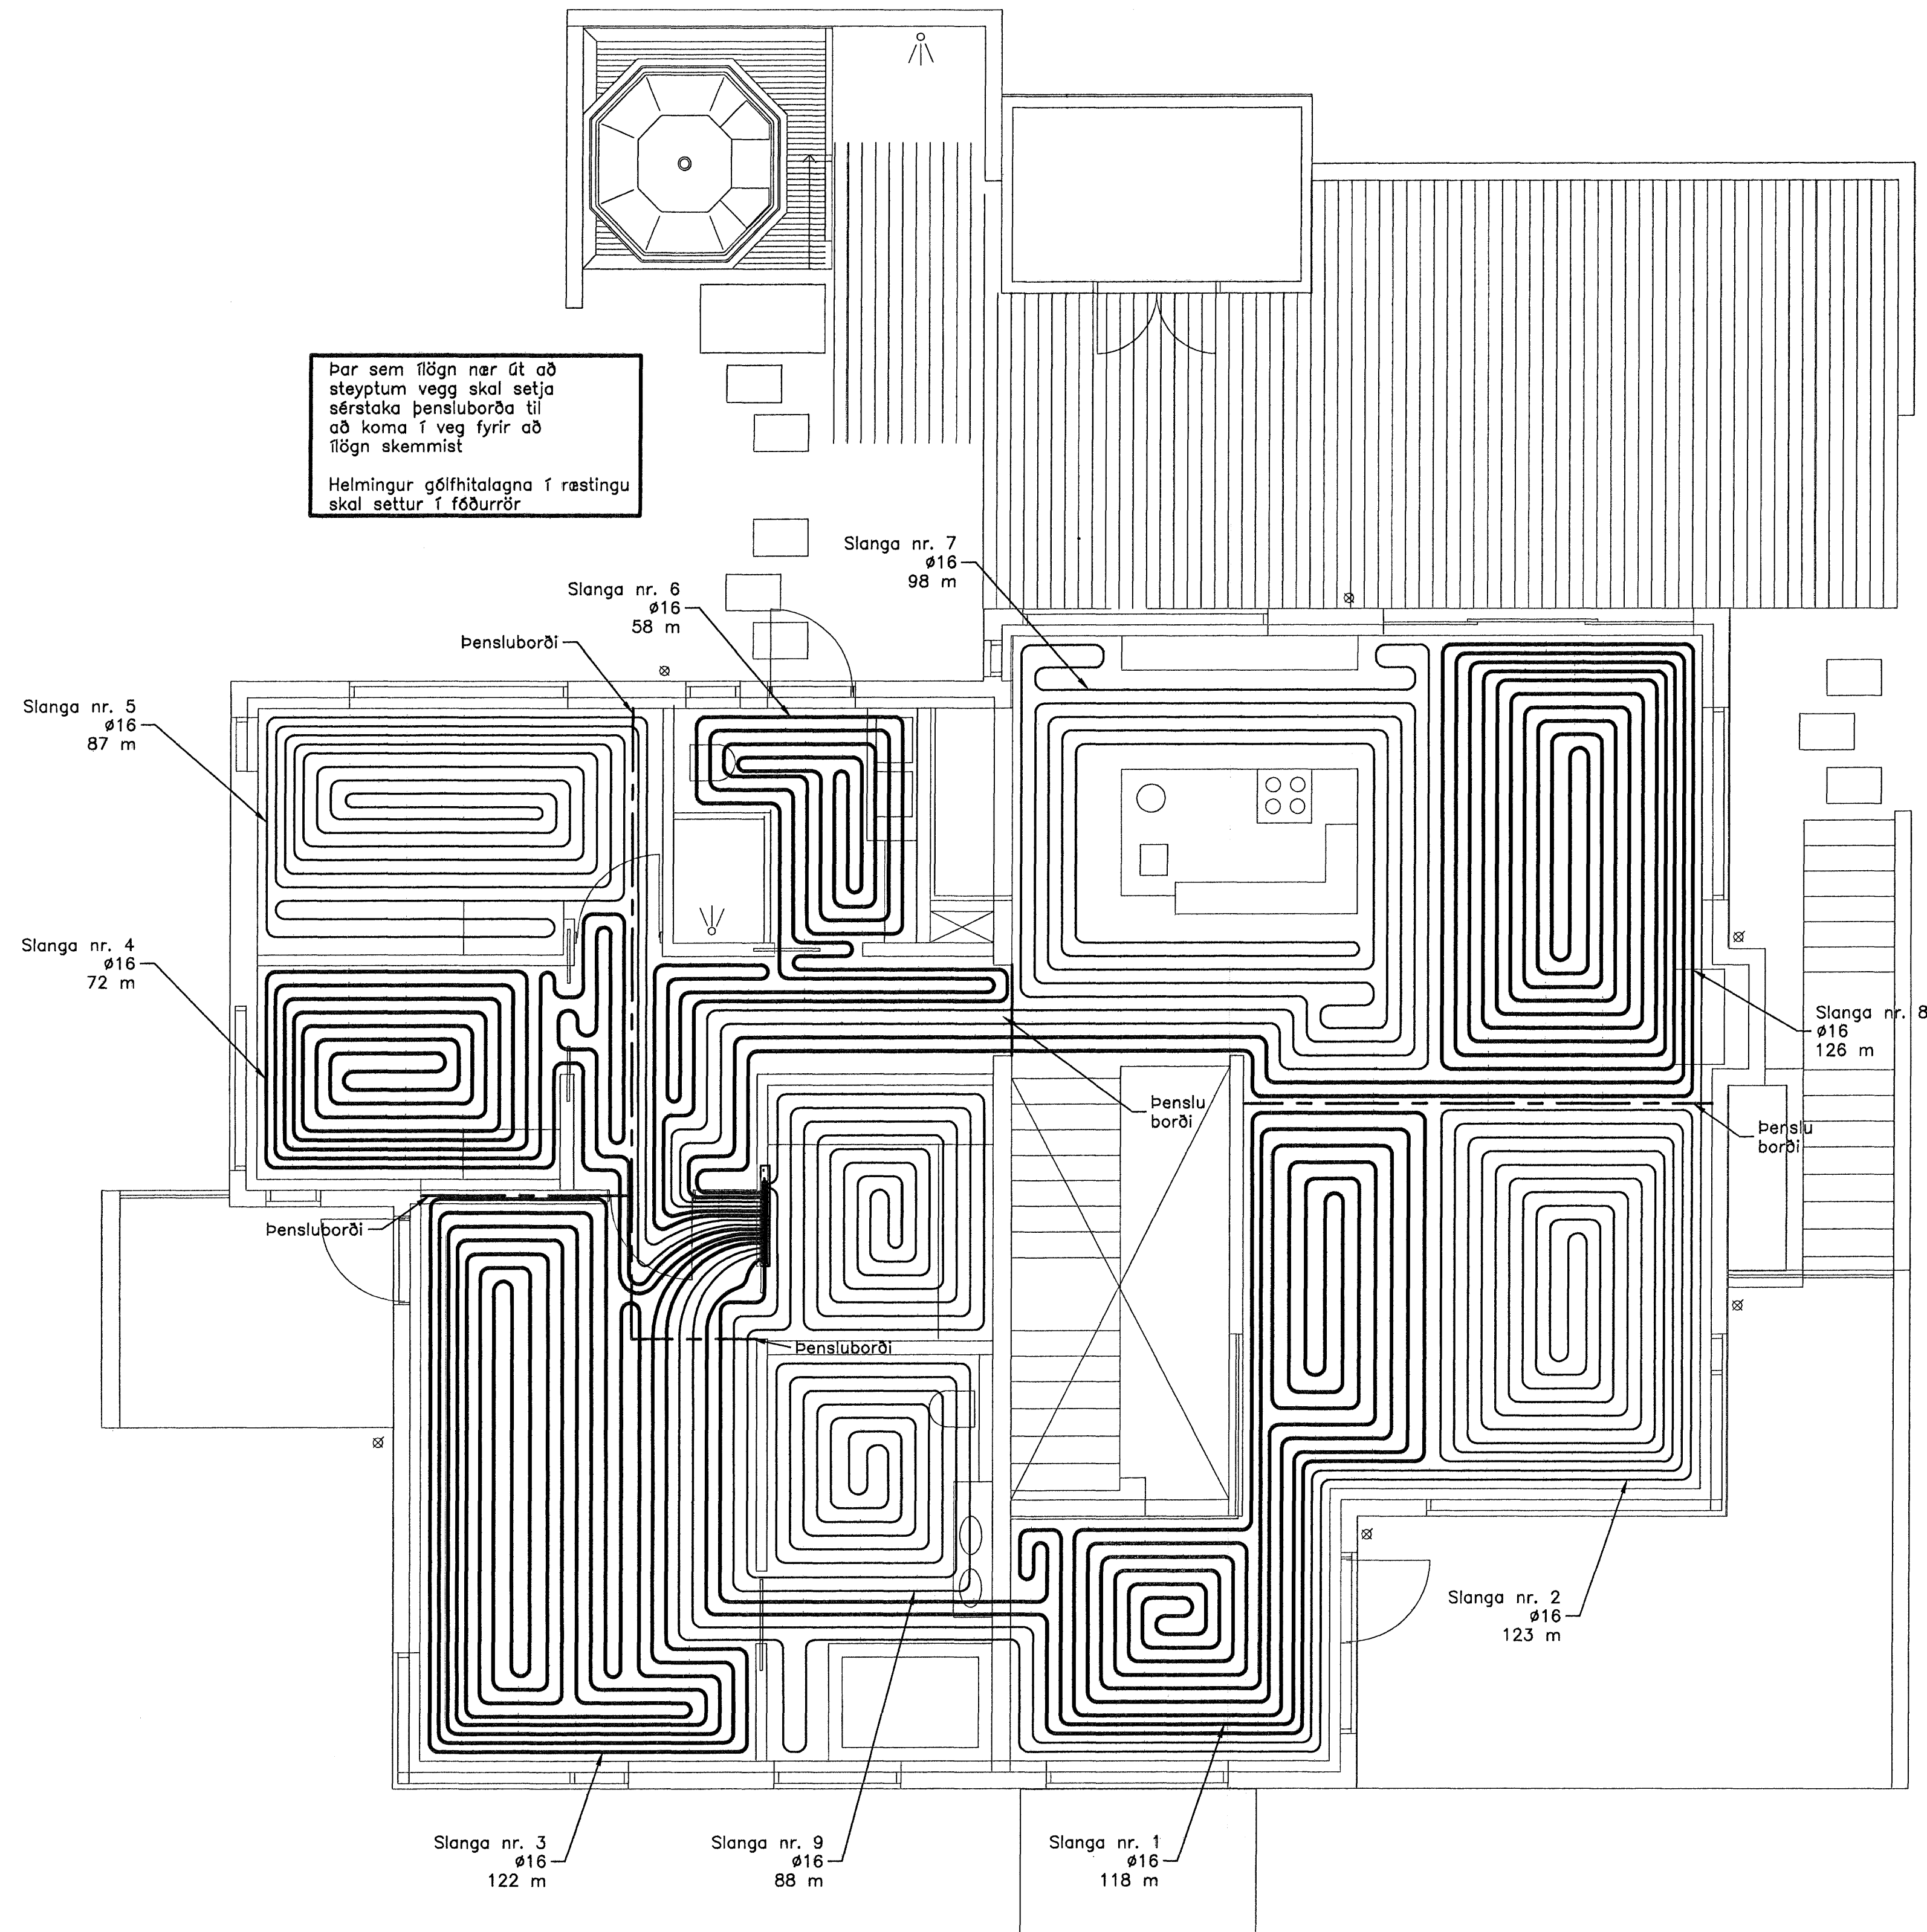 Þar sem ílögn nær út að
steyptum vegg skal setja
sérstaka þensluborða til
að koma í veg fyrir að
ílögn skemmist
Helmingur gólfhitalagna í ræstingu
skal settur í fóðurrör
Slanga nr. 7
ø16
98 m
Slanga nr. 6
ø16
58 m
Þensluborði
Slanga nr. 5
ø16
87 m
Slanga nr. 4
ø16
72 m
Slanga nr. 8
ø16
126 m
Þenslu
borði
Þenslu
borði
Þensluborði
Þensluborði
Slanga nr. 2
ø16
123 m
Slanga nr. 3
ø16
122 m
Slanga nr. 9
ø16
88 m
Slanga nr. 1
ø16
118 m